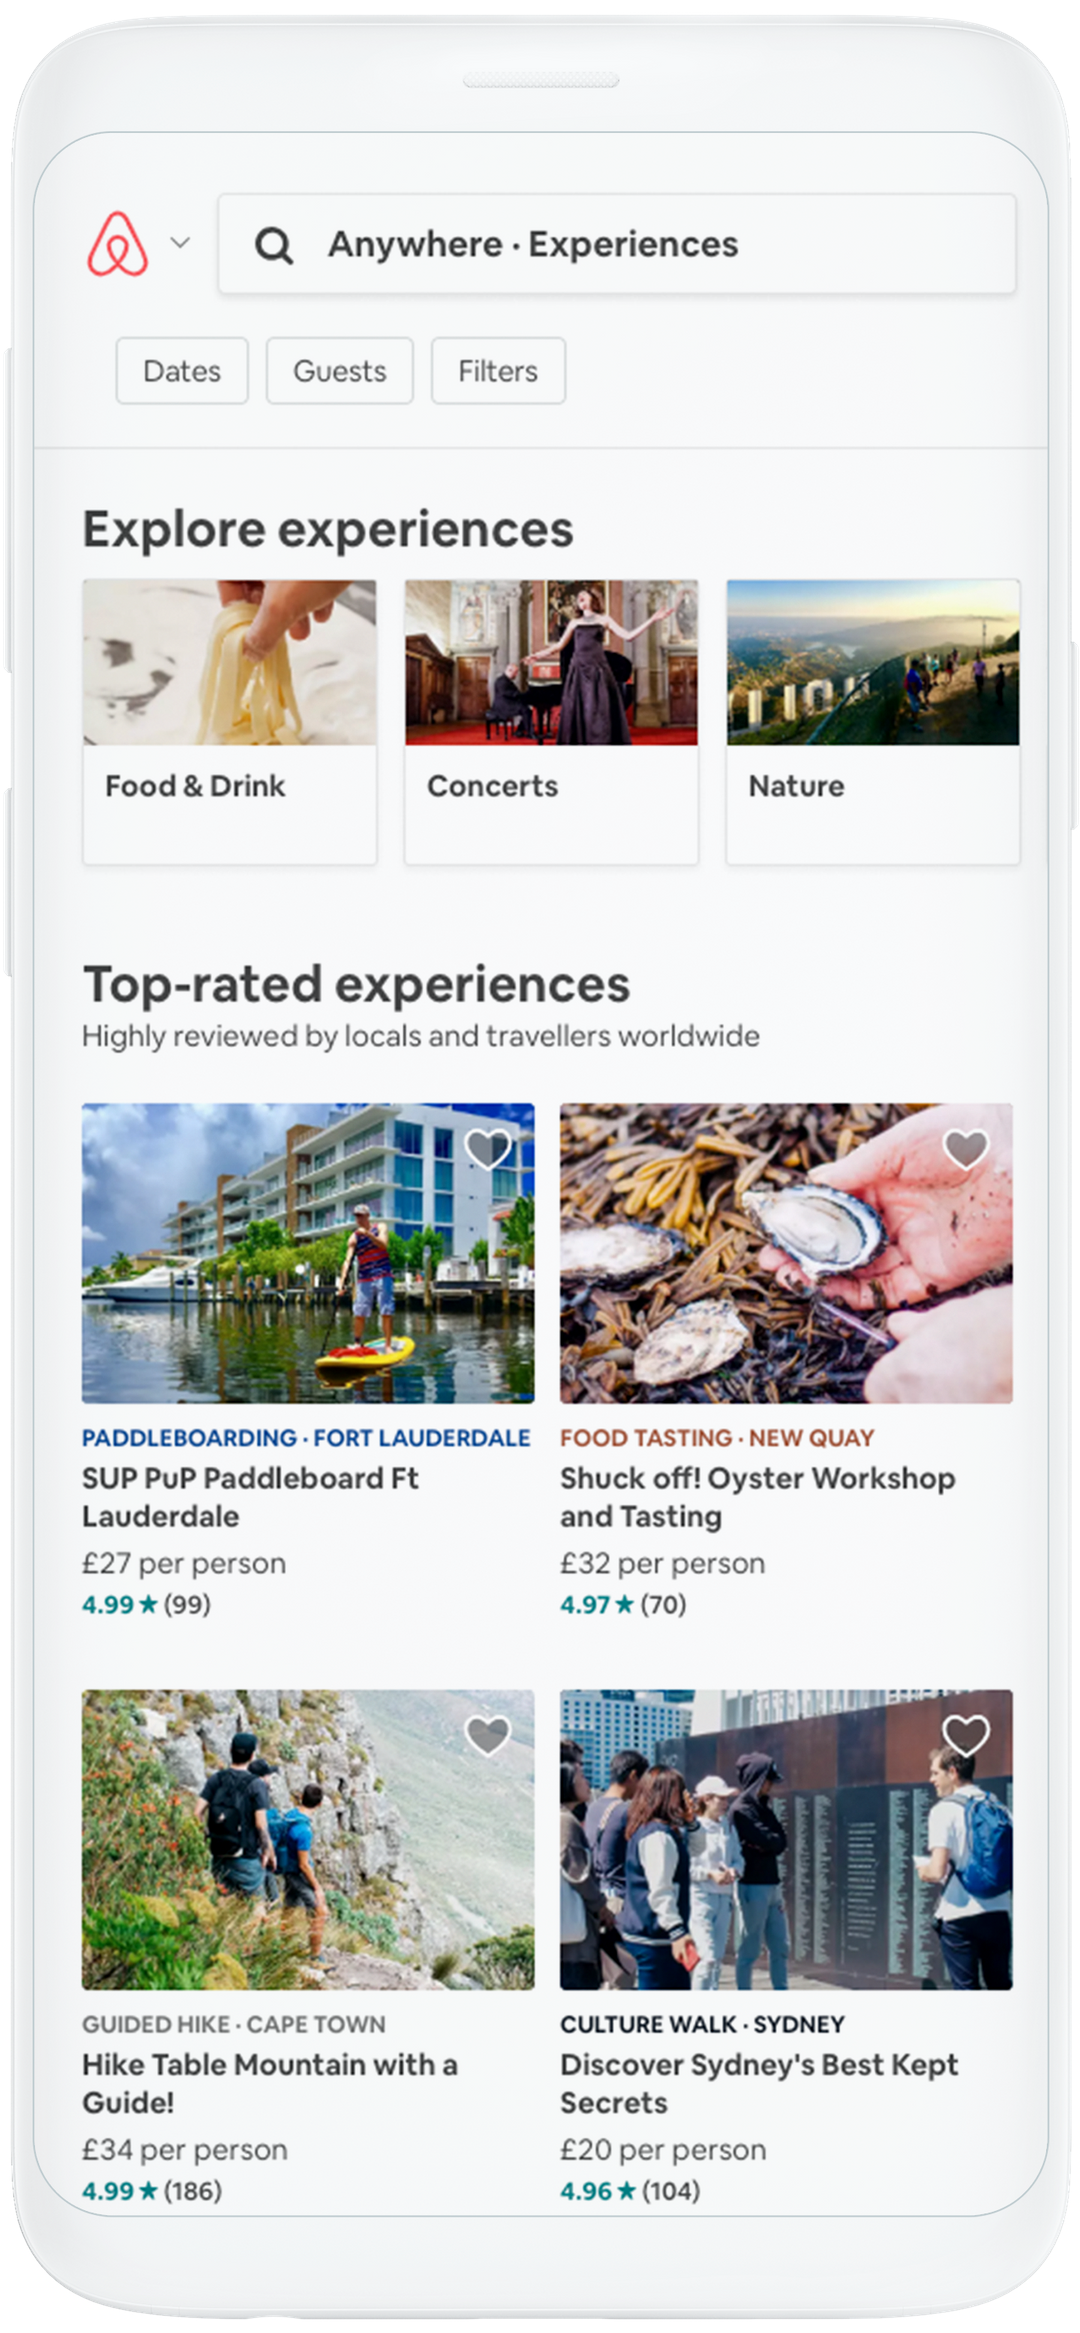 Anywhere · Experiences
Dates
Guests
Filters
Explore experiences
Food & Drink
Concerts
Nature
Top-rated experiences
Highly reviewed by locals and travellers worldwide
PADDLEBOARDING · FORT LAUDERDALE
SUP PuP Paddleboard Ft
Lauderdale
£27 per person
4.99 ★ (99)
FOOD TASTING · NEW QUAY
Shuck off! Oyster Workshop
and Tasting
£32 per person
4.97 ★ (70)
GUIDED HIKE · CAPE TOWN
Hike Table Mountain with a
Guide!
£34 per person
4.99 ★ (186)
CULTURE WALK · SYDNEY
Discover Sydney's Best Kept
Secrets
£20 per person
4.96 ★ (104)